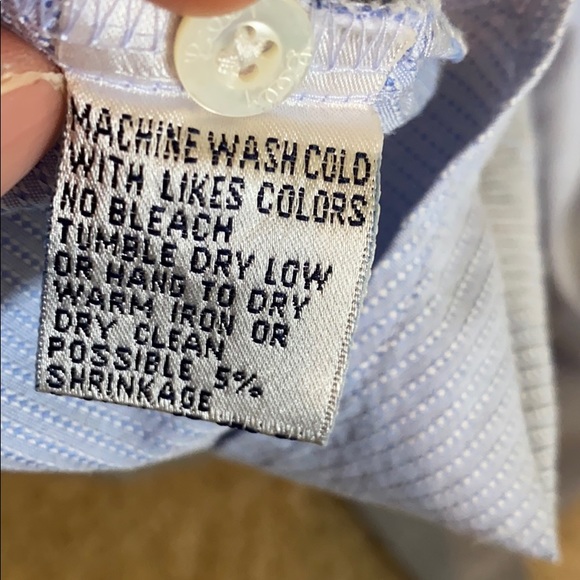 MACHINE WASH COLD
WITH LIKES COLORS
NO BLEACH
TUMBLE DRY LOW
OR HANG TO DRY
WARM IRON OR
DRY CLEAN
POSSIBLE 5%
SHRINKAGE